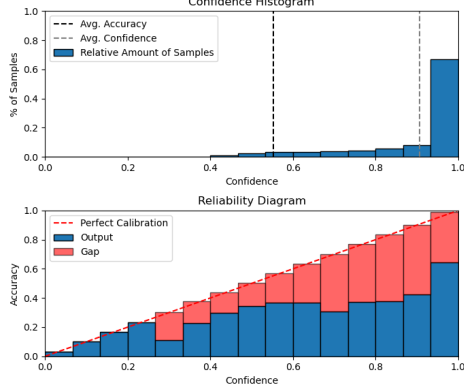 Confidence Histogram
1.0
0.8
0.6
0.4
0.2
0.0
% of Samples
Avg. Accuracy
Avg. Confidence
Relative Amount of Samples
0.0 0.2 0.4 0.6 0.8 1.0
Confidence
Reliability Diagram
1.0
0.8
0.6
0.4
0.2
0.0
Accuracy
Perfect Calibration
Output
Gap
0.0 0.2 0.4 0.6 0.8 1.0
Confidence